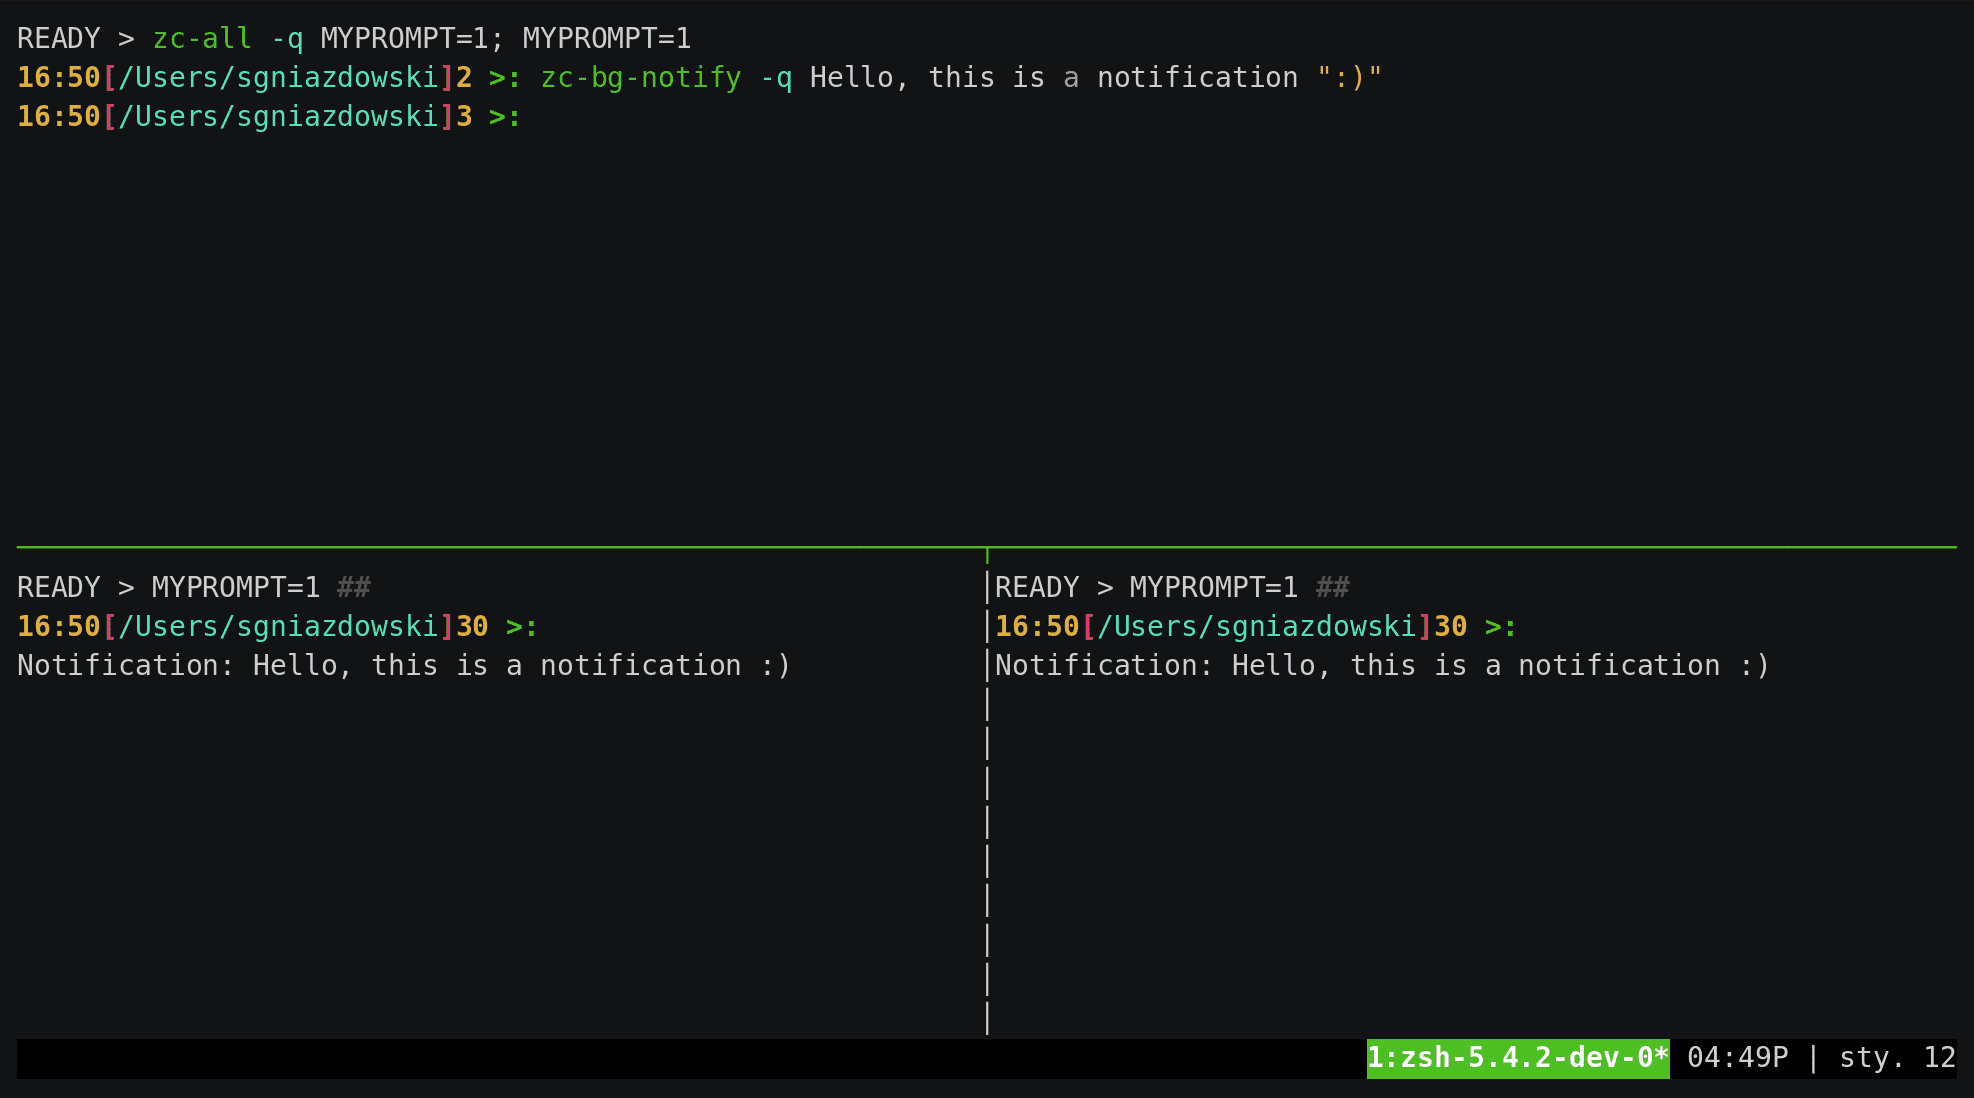 READY > zc-all -q MYPROMPT=1; MYPROMPT=1
16:50[/Users/sgniazdowski]2 >: zc-bg-notify -q Hello, this is a notification ":)"
16:50[/Users/sgniazdowski]3 >:
READY > MYPROMPT=1 ##
16:50[/Users/sgniazdowski]30 >:
Notification: Hello, this is a notification :)
READY > MYPROMPT=1 ##
16:50[/Users/sgniazdowski]30 >:
Notification: Hello, this is a notification :)
1:zsh-5.4.2-dev-0* 04:49P | sty. 12